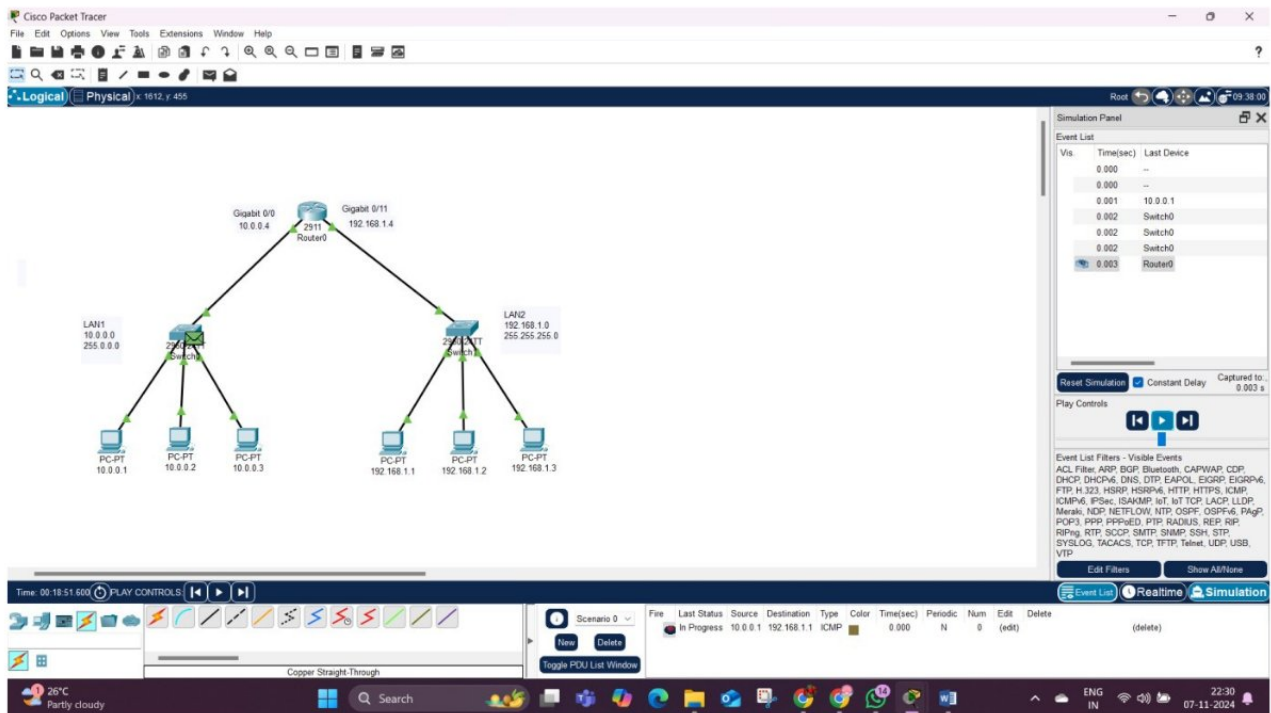 Cisco Packet Tracer
File Edit Options View Tools Extensions Window Help
?
Logical Physical x: 1612, y: 455
Root 09:38:00
Simulation Panel
Event List
Vis. Time(sec) Last Device
0.000 --
0.000 --
0.001 10.0.0.1
0.002 Switch0
0.002 Switch0
0.002 Switch0
0.003 Router0
Reset Simulation Constant Delay Captured to:
0.003 s
Play Controls
Event List Filters - Visible Events
ACL Filter, ARP, BGP, Bluetooth, CAPWAP, CDP,
DHCP, DHCPv6, DNS, DTP, EAPOL, EIGRP, EIGRPv6,
FTP, H.323, HSRP, HSRPv6, HTTP, HTTPS, ICMP,
ICMPv6, IPSec, ISAKMP, IoT, IoT TCP, LACP, LLDP,
Meraki, NDP, NETFLOW, NTP, OSPF, OSPFv6, PAgP,
POP3, PPP, PPPoED, PTP, RADIUS, REP, RIP,
RIPng, RTP, SCCP, SMTP, SNMP, SSH, STP,
SYSLOG, TACACS, TCP, TFTP, Telnet, UDP, USB,
VTP
Edit Filters Show All/None
Gigabit 0/0
10.0.0.4
2911
Router0
Gigabit 0/11
192.168.1.4
LAN1
10.0.0.0
255.0.0.0
LAN2
192.168.1.0
255.255.255.0
PC-PT
10.0.0.1
PC-PT
10.0.0.2
PC-PT
10.0.0.3
PC-PT
192.168.1.1
PC-PT
192.168.1.2
PC-PT
192.168.1.3
Time: 00:18:51.600 PLAY CONTROLS:
Event List Realtime Simulation
Scenario 0
New Delete
Toggle PDU List Window
Fire Last Status Source Destination Type Color Time(sec) Periodic Num Edit Delete
In Progress 10.0.0.1 192.168.1.1 ICMP 0.000 N 0 (edit) (delete)
Copper Straight-Through
1
26°C
Partly cloudy
Search
ENG
IN
22:30
07-11-2024